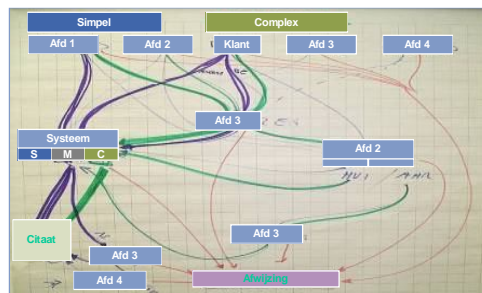 Simpel
Complex
Afd 1
Afd 2
Klant
Afd 3
Afd 4
Afd 3
Systeem
S M C
Afd 2
Citaat
Afd 3
Afd 3
Afd 4
Afwijzing